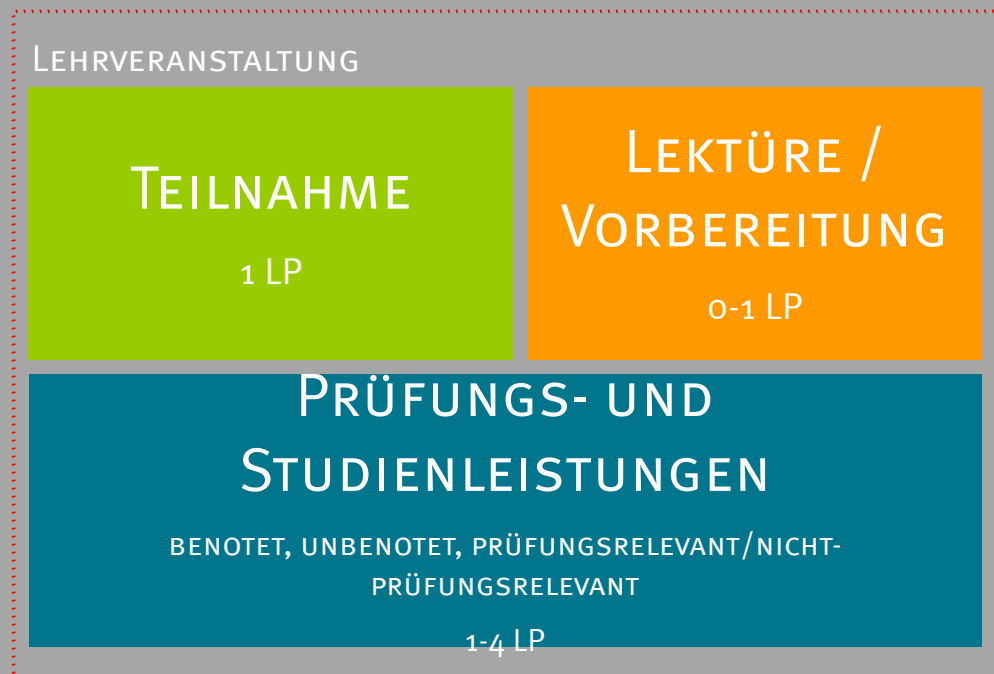 Lehrveranstaltung
Teilnahme
1 LP
Lektüre /
Vorbereitung
0-1 LP
Prüfungs- und
Studienleistungen
benotet, unbenotet, prüfungsrelevant/nicht-
prüfungsrelevant
1-4 LP